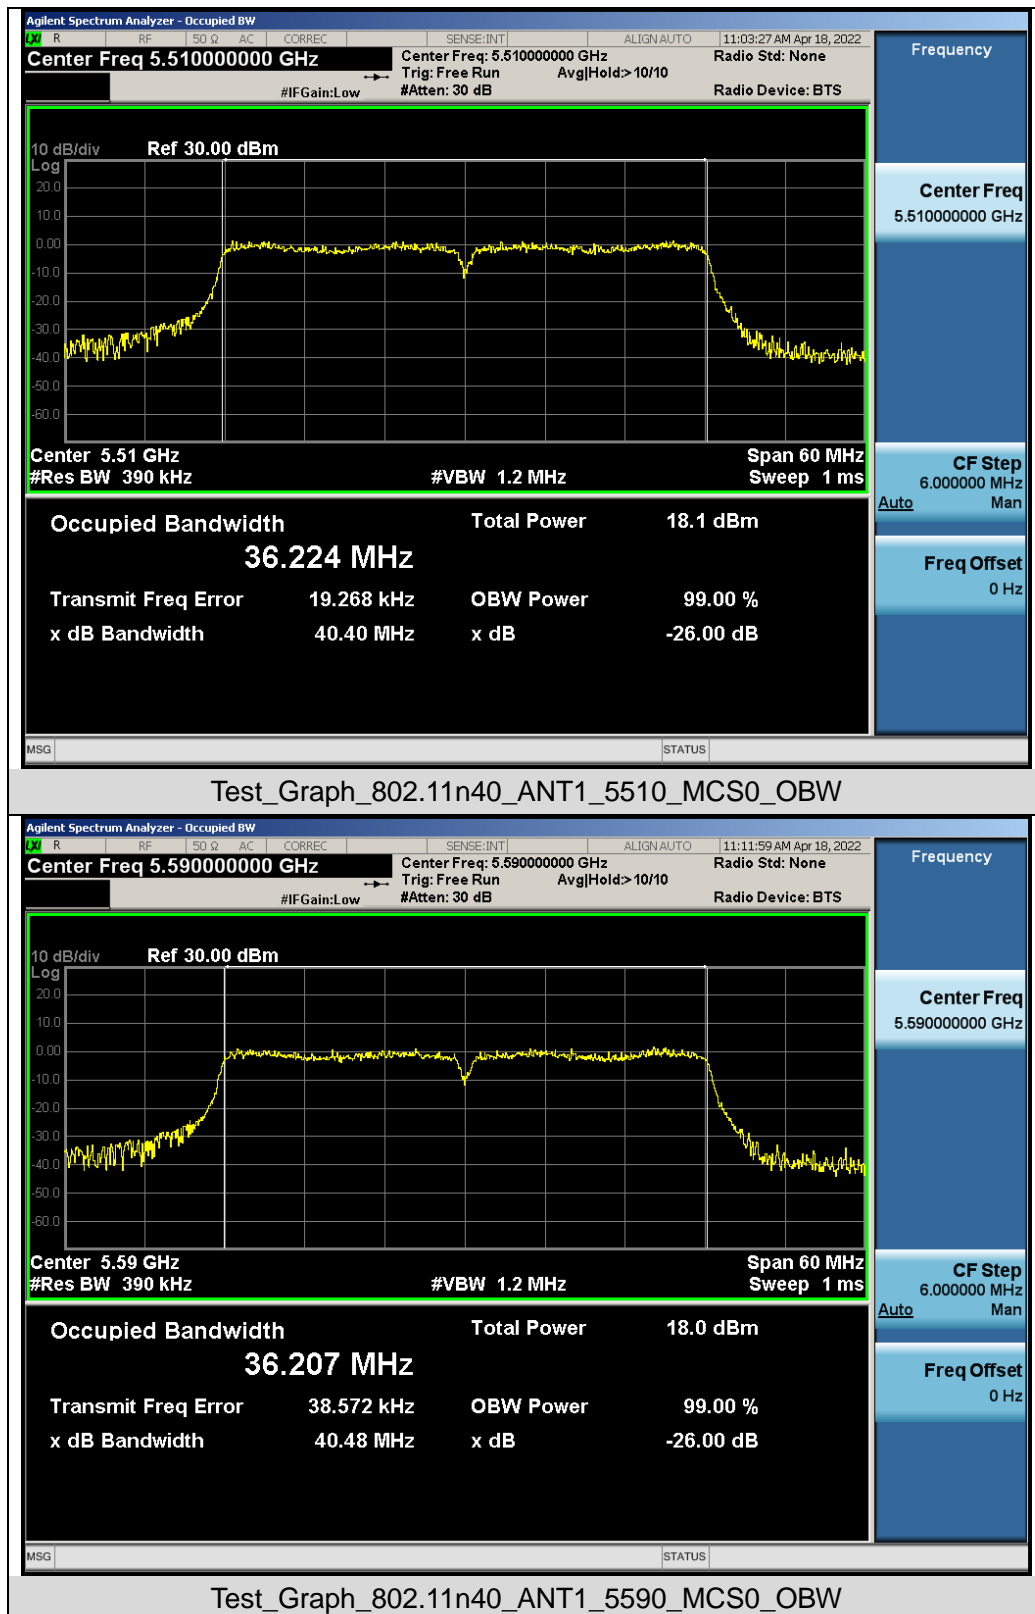 Agilent Spectrum Analyzer - Occupied BW
LXI R RF 50 Ω AC CORREC SENSE:INT ALIGN AUTO 11:03:27 AM Apr 18, 2022
Center Freq 5.510000000 GHz
Center Freq: 5.510000000 GHz
Radio Std: None
Trig: Free Run Avg|Hold:>10/10
#IFGain:Low
#Atten: 30 dB
Radio Device: BTS
Frequency
10 dB/div Ref 30.00 dBm
Log
20.0
10.0
0.00
-10.0
-20.0
-30.0
-40.0
-50.0
-60.0
Center 5.51 GHz Span 60 MHz
#Res BW 390 kHz #VBW 1.2 MHz Sweep 1 ms
Center Freq
5.510000000 GHz
CF Step
6.000000 MHz
Auto Man
Freq Offset
0 Hz
Occupied Bandwidth Total Power 18.1 dBm
36.224 MHz
Transmit Freq Error 19.268 kHz OBW Power 99.00 %
x dB Bandwidth 40.40 MHz x dB -26.00 dB
MSG STATUS
Test_Graph_802.11n40_ANT1_5510_MCS0_OBW
Agilent Spectrum Analyzer - Occupied BW
LXI R RF 50 Ω AC CORREC SENSE:INT ALIGN AUTO 11:11:59 AM Apr 18, 2022
Center Freq 5.590000000 GHz
Center Freq: 5.590000000 GHz
Radio Std: None
Trig: Free Run Avg|Hold:>10/10
#IFGain:Low
#Atten: 30 dB
Radio Device: BTS
Frequency
10 dB/div Ref 30.00 dBm
Log
20.0
10.0
0.00
-10.0
-20.0
-30.0
-40.0
-50.0
-60.0
Center 5.59 GHz Span 60 MHz
#Res BW 390 kHz #VBW 1.2 MHz Sweep 1 ms
Center Freq
5.590000000 GHz
CF Step
6.000000 MHz
Auto Man
Freq Offset
0 Hz
Occupied Bandwidth Total Power 18.0 dBm
36.207 MHz
Transmit Freq Error 38.572 kHz OBW Power 99.00 %
x dB Bandwidth 40.48 MHz x dB -26.00 dB
MSG STATUS
Test_Graph_802.11n40_ANT1_5590_MCS0_OBW